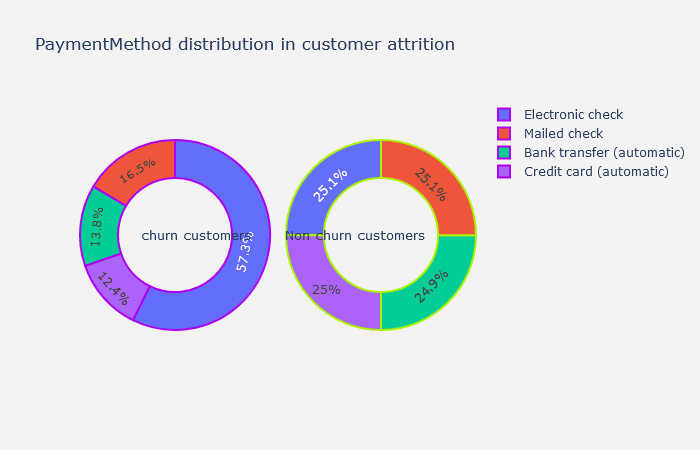 PaymentMethod distribution in customer attrition
Electronic check
Mailed check
Bank transfer (automatic)
Credit card (automatic)
16.5%
13.8%
12.4%
57.3%
churn customers
25.1%
25.1%
25%
24.9%
Non churn customers